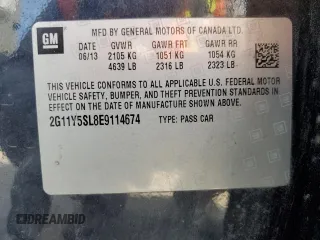 GM
MFD BY GENERAL MOTORS OF CANADA LTD.
DATE GVWR GAWR FRT GAWR RR
06/13 2105 KG 1051 KG 1054 KG
4639 LB 2316 LB 2323 LB
THIS VEHICLE CONFORMS TO ALL APPLICABLE U.S. FEDERAL MOTOR
VEHICLE SAFETY, BUMPER, AND THEFT PREVENTION STANDARDS IN
EFFECT ON THE DATE OF MANUFACTURE SHOWN ABOVE.
2G11Y5SL8E9114674 TYPE: PASS CAR
DREAMBID